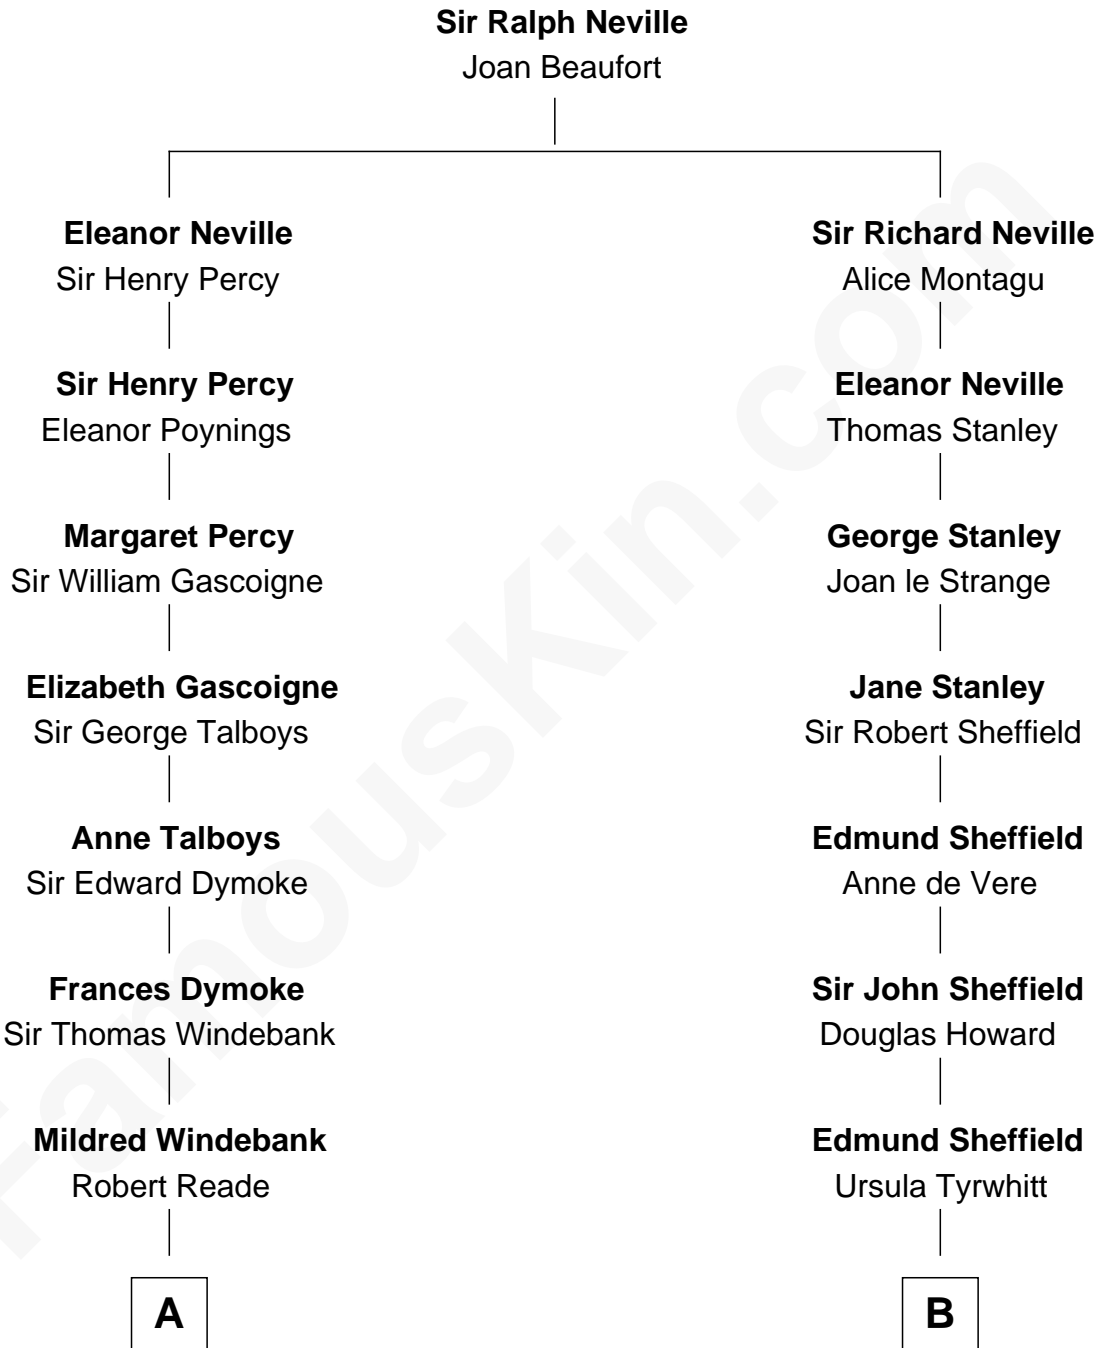 Sir Ralph Neville
Joan Beaufort
Eleanor Neville
Sir Henry Percy
Sir Henry Percy
Eleanor Poynings
Margaret Percy
Sir William Gascoigne
Elizabeth Gascoigne
Sir George Talboys
Anne Talboys
Sir Edward Dymoke
Frances Dymoke
Sir Thomas Windebank
Mildred Windebank
Robert Reade
A
Sir Richard Neville
Alice Montagu
Eleanor Neville
Thomas Stanley
George Stanley
Joan le Strange
Jane Stanley
Sir Robert Sheffield
Edmund Sheffield
Anne de Vere
Sir John Sheffield
Douglas Howard
Edmund Sheffield
Ursula Tyrwhitt
B
FamousKin.com